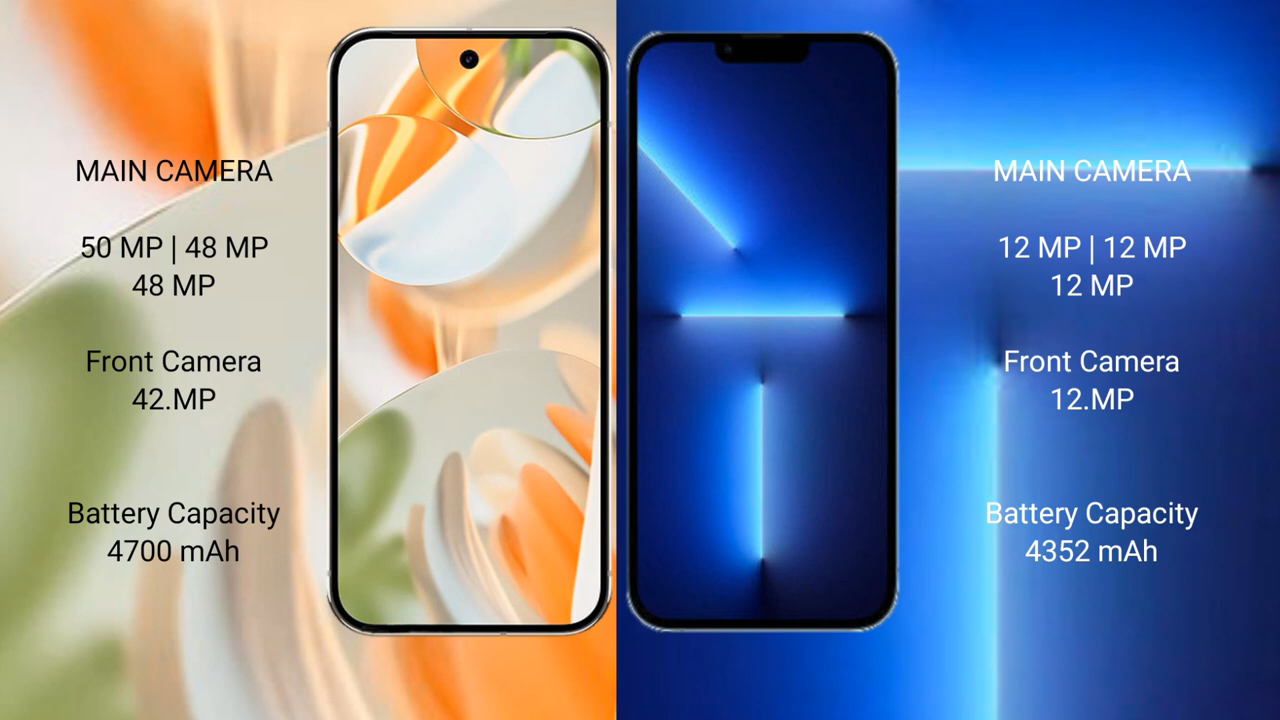 MAIN CAMERA
50 MP | 48 MP
48 MP
Front Camera
42.MP
Battery Capacity
4700 mAh
MAIN CAMERA
12 MP | 12 MP
12 MP
Front Camera
12.MP
Battery Capacity
4352 mAh